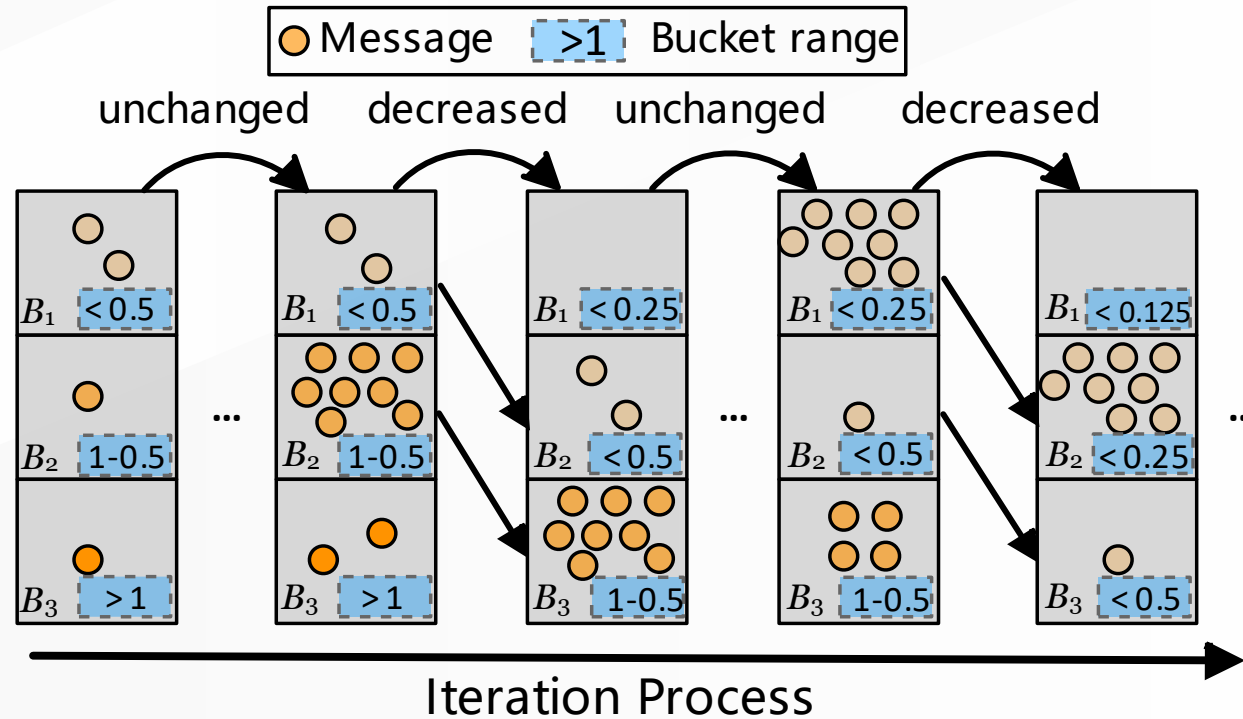 Message >1 Bucket range
unchanged decreased unchanged decreased
B₁ <0.5 B₁ <0.5 B₁ <0.25 B₁ <0.25 B₁ <0.125
... ... ...
B₂ 1-0.5 B₂ 1-0.5 B₂ <0.5 B₂ <0.5 B₂ <0.25
B₃ >1 B₃ >1 B₃ 1-0.5 B₃ 1-0.5 B₃ <0.5
Iteration Process